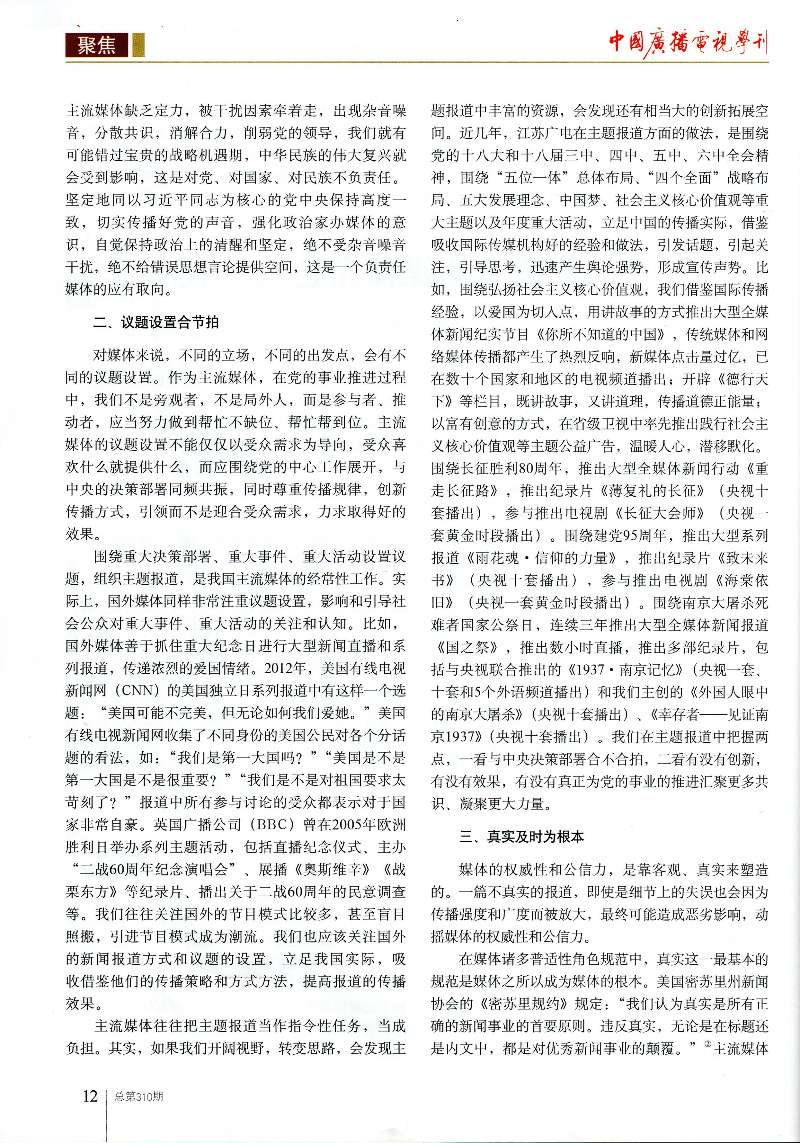 聚焦
中國廣播電視學刊
主流媒体缺乏定力，被干扰因素牵着走，出现杂音噪
音，分散共识，消解合力，削弱党的领导，我们就有
可能错过宝贵的战略机遇期，中华民族的伟大复兴就
会受到影响，这是对党、对国家、对民族不负责任。
坚定地同以习近平同志为核心的党中央保持高度一
致，切实传播好党的声音，强化政治家办媒体的意
识，自觉保持政治上的清醒和坚定，绝不受杂音噪音
干扰，绝不给错误思想言论提供空间，这是一个负责任
媒体的应有取向。
二、议题设置合节拍
对媒体来说，不同的立场，不同的出发点，会有不
同的议题设置。作为主流媒体，在党的事业推进过程
中，我们不是旁观者，不是局外人，而是参与者、推
动者，应当努力做到帮忙不缺位、帮忙帮到位。主流
媒体的议题设置不能仅仅以受众需求为导向，受众喜
欢什么就提供什么，而应围绕党的中心工作展开，与
中央的决策部署同频共振，同时尊重传播规律，创新
传播方式，引领而不是迎合受众需求，力求取得好的
效果。
围绕重大决策部署、重大事件、重大活动设置议
题，组织主题报道，是我国主流媒体的经常性工作。实
际上，国外媒体同样非常注重议题设置，影响和引导社
会公众对重大事件、重大活动的关注和认知。比如，
国外媒体善于抓住重大纪念日进行大型新闻直播和系
列报道，传递浓烈的爱国情绪。2012年，美国有线电视
新闻网（CNN）的美国独立日系列报道中有这样一个选
题：“美国可能不完美，但无论如何我们爱她。”美国
有线电视新闻网收集了不同身份的美国公民对各个分话
题的看法，如：“我们是第一大国吗？”“美国是不是
第一大国是不是很重要？”“我们是不是对祖国要求太
苛刻了？”报道中所有参与讨论的受众都表示对于国
家非常自豪。英国广播公司（BBC）曾在2005年欧洲
胜利日举办系列主题活动，包括直播纪念仪式、主办
“二战60周年纪念演唱会”、展播《奥斯维辛》《战
栗东方》等纪录片、播出关于二战60周年的民意调查
等。我们往往关注国外的节目模式比较多，甚至盲目
照搬，引进节目模式成为潮流。我们也应该关注国外
的新闻报道方式和议题的设置，立足我国实际，吸
收借鉴他们的传播策略和方式方法，提高报道的传播
效果。
主流媒体往往把主题报道当作指令性任务，当成
负担。其实，如果我们开阔视野，转变思路，会发现主
题报道中丰富的资源，会发现还有相当大的创新拓展空
间。近几年，江苏广电在主题报道方面的做法，是围绕
党的十八大和十八届三中、四中、五中、六中全会精
神，围绕“五位一体”总体布局、“四个全面”战略布
局、五大发展理念、中国梦、社会主义核心价值观等重
大主题以及年度重大活动，立足中国的传播实际，借鉴
吸收国际传媒机构好的经验和做法，引发话题，引起关
注，引导思考，迅速产生舆论强势，形成宣传声势。比
如，围绕弘扬社会主义核心价值观，我们借鉴国际传播
经验，以爱国为切入点，用讲故事的方式推出大型全媒
体新闻纪实节目《你所不知道的中国》，传统媒体和网
络媒体传播都产生了热烈反响，新媒体点击量过亿，已
在数十个国家和地区的电视频道播出；开辟《德行天
下》等栏目，既讲故事，又讲道理，传播道德正能量；
以富有创意的方式，在省级卫视中率先推出践行社会主
义核心价值观等主题公益广告，温暖人心，潜移默化。
围绕长征胜利80周年，推出大型全媒体新闻行动《重
走长征路》，推出纪录片《薄复礼的长征》（央视十
套播出），参与推出电视剧《长征大会师》（央视一
套黄金时段播出）。围绕建党95周年，推出大型系列
报道《雨花魂·信仰的力量》，推出纪录片《致未来
书》（央视十套播出），参与推出电视剧《海棠依
旧》（央视一套黄金时段播出）。围绕南京大屠杀死
难者国家公祭日，连续三年推出大型全媒体新闻报道
《国之祭》，推出数小时直播，推出多部纪录片，包
括与央视联合推出的《1937·南京记忆》（央视一套、
十套和5个外语频道播出）和我们主创的《外国人眼中
的南京大屠杀》（央视十套播出）、《幸存者——见证南
京1937》（央视十套播出）。我们在主题报道中把握两
点，一看与中央决策部署合不合拍，二看有没有创新，
有没有效果，有没有真正为党的事业的推进汇聚更多共
识、凝聚更大力量。
三、真实及时为根本
媒体的权威性和公信力，是靠客观、真实来塑造
的。一篇不真实的报道，即使是细节上的失误也会因为
传播强度和广度而被放大，最终可能造成恶劣影响，动
摇媒体的权威性和公信力。
在媒体诸多普适性角色规范中，真实这一最基本的
规范是媒体之所以成为媒体的根本。美国密苏里州新闻
协会的《密苏里规约》规定：“我们认为真实是所有正
确的新闻事业的首要原则。违反真实，无论是在标题还
是内文中，都是对优秀新闻事业的颠覆。”②主流媒体
12 总第310期